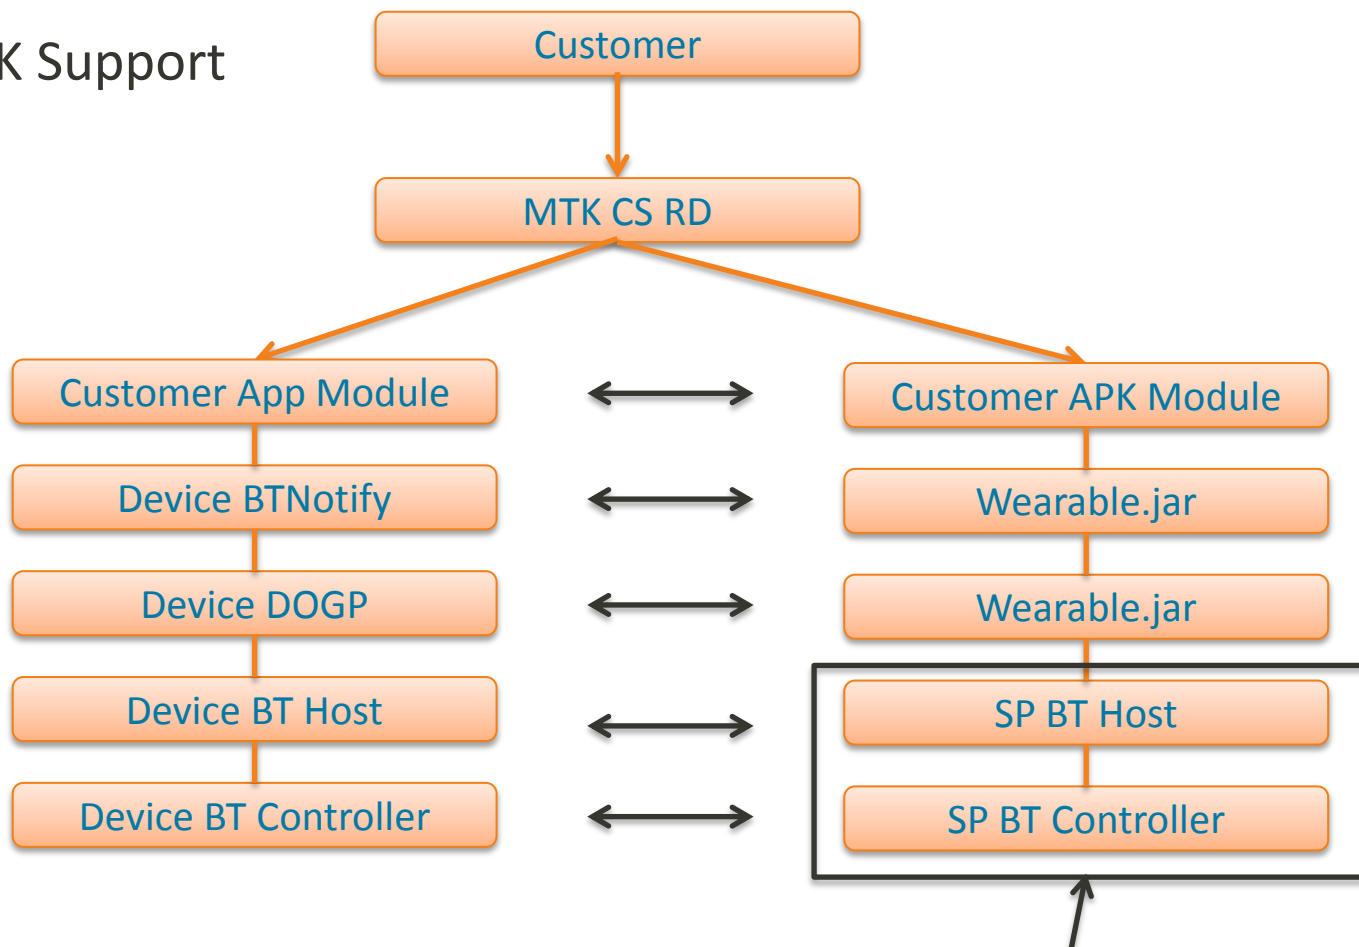 K Support
Customer
MTK CS RD
Customer App Module
Customer APK Module
Device BTNotify
Wearable.jar
Device DOGP
Wearable.jar
Device BT Host
SP BT Host
Device BT Controller
SP BT Controller